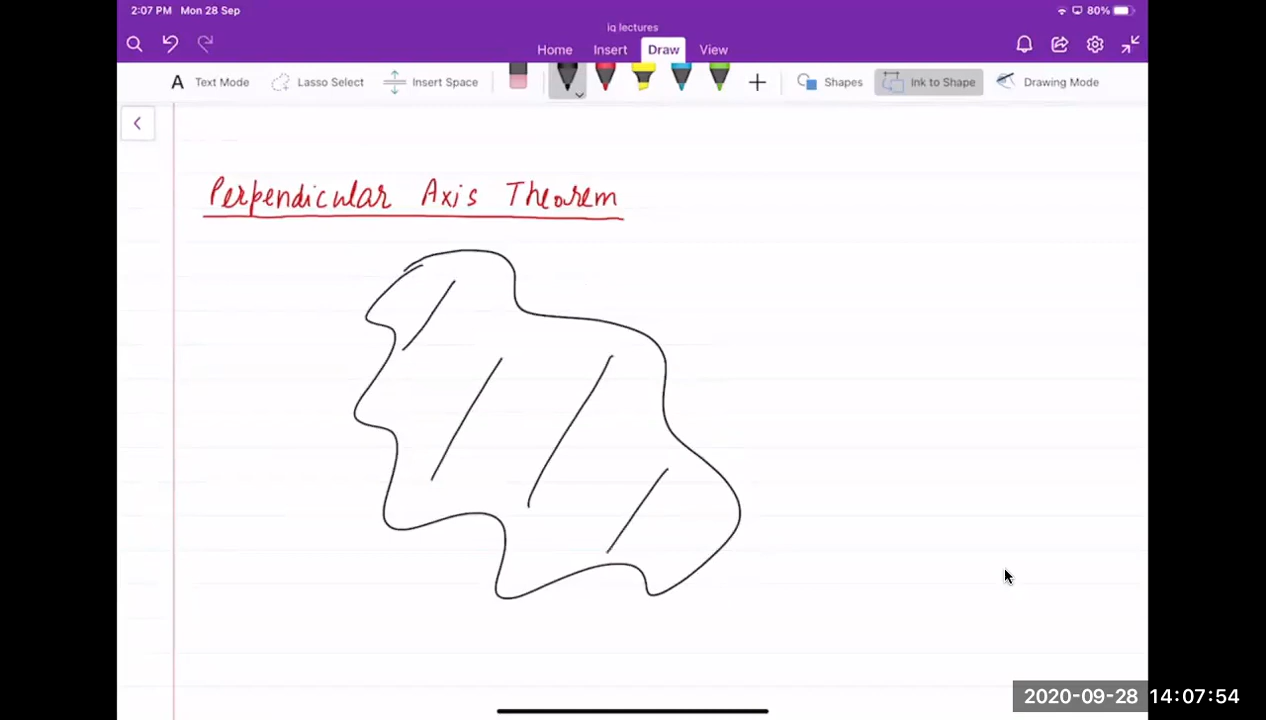 2:07 PM Mon 28 Sep
80%
iq lectures
Home Insert Draw View
A Text Mode Lasso Select Insert Space Shapes Ink to Shape Drawing Mode
Perpendicular Axis Theorem
2020-09-28 14:07:54